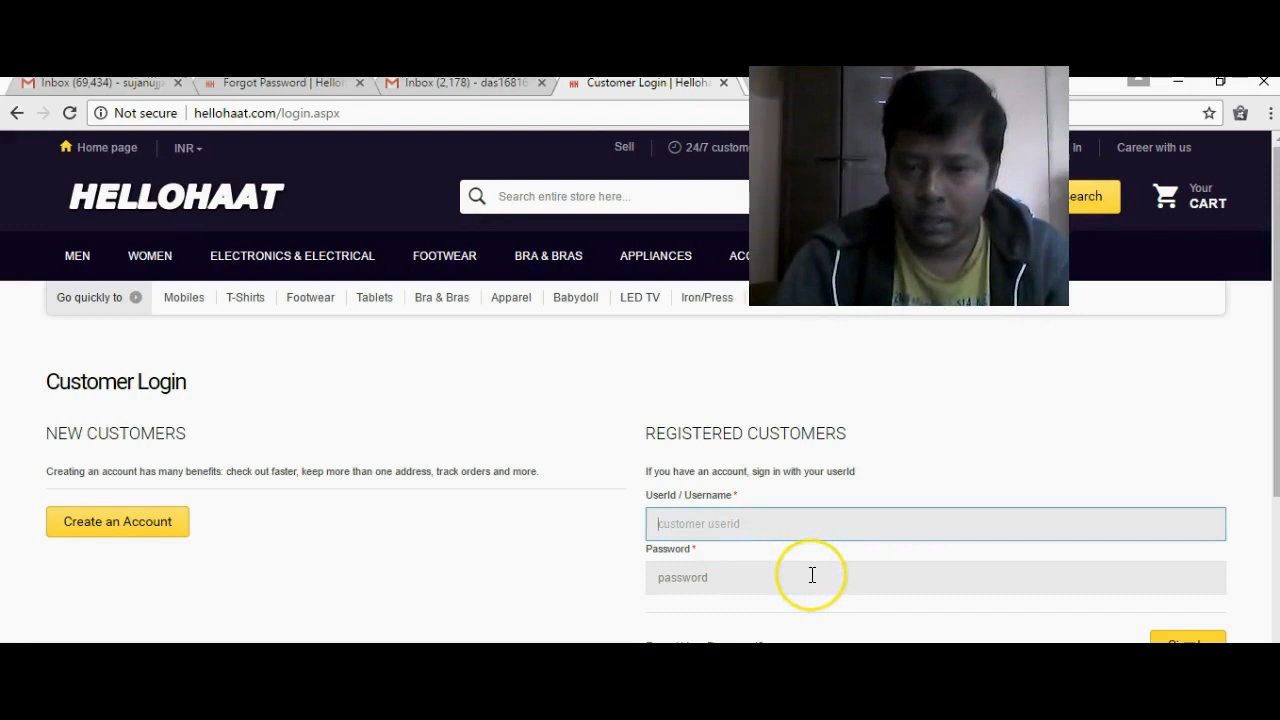 Inbox (69,434) - sujanujj
Forgot Password | Hello
Inbox (2,178) - das16816
Customer Login | Helloha
Not secure
hellohaat.com/login.aspx
Home page
INR
Sell
24/7 custom
In
Career with us
HELLOHAAT
Search entire store here...
earch
Your
CART
MEN
WOMEN
ELECTRONICS & ELECTRICAL
FOOTWEAR
BRA & BRAS
APPLIANCES
ACC
Go quickly to
Mobiles
T-Shirts
Footwear
Tablets
Bra & Bras
Apparel
Babydoll
LED TV
Iron/Press
Customer Login
NEW CUSTOMERS
Creating an account has many benefits: check out faster, keep more than one address, track orders and more.
Create an Account
REGISTERED CUSTOMERS
If you have an account, sign in with your userId
UserId / Username*
customer userid
Password*
password